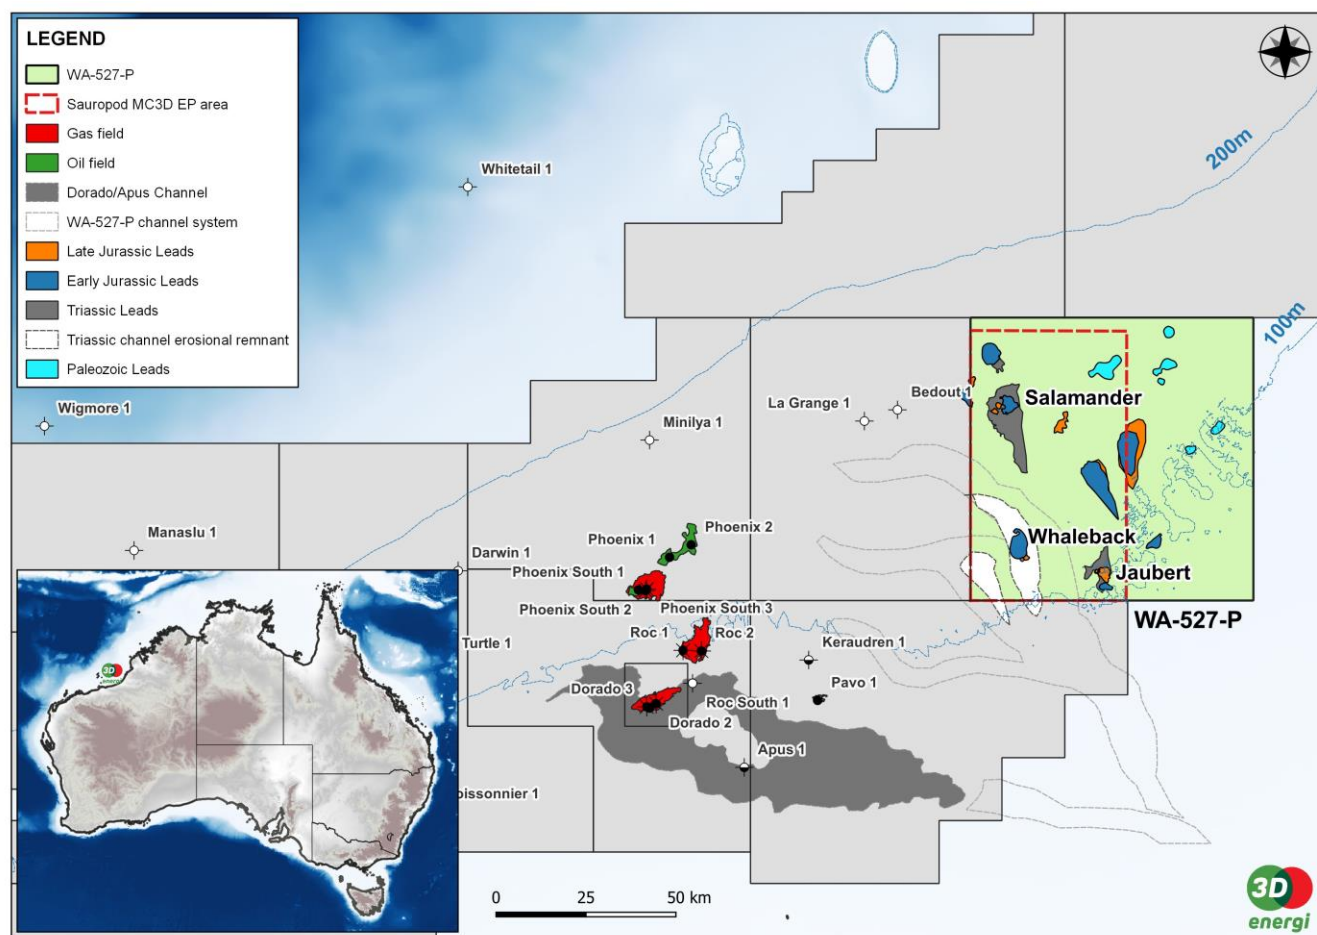 LEGEND
WA-527-P
Sauropod MC3D EP area
Gas field
Oil field
Dorado/Apus Channel
WA-527-P channel system
Late Jurassic Leads
Early Jurassic Leads
Triassic Leads
Triassic channel erosional remnant
Paleozoic Leads
Whitetail 1
200m
100m
Wigmore 1
Minilya 1
La Grange 1
Bedout 1
Salamander
Manaslu 1
Darwin 1
Phoenix 1
Phoenix 2
Phoenix South 1
Whaleback
Jaubert
Phoenix South 2
Phoenix South 3
WA-527-P
Turtle 1
Roc 1
Roc 2
Keraudren 1
Dorado 3
Roc South 1
Pavo 1
Dorado 2
Apus 1
oissonnier 1
0 25 50 km
3D
energi
3D
energi